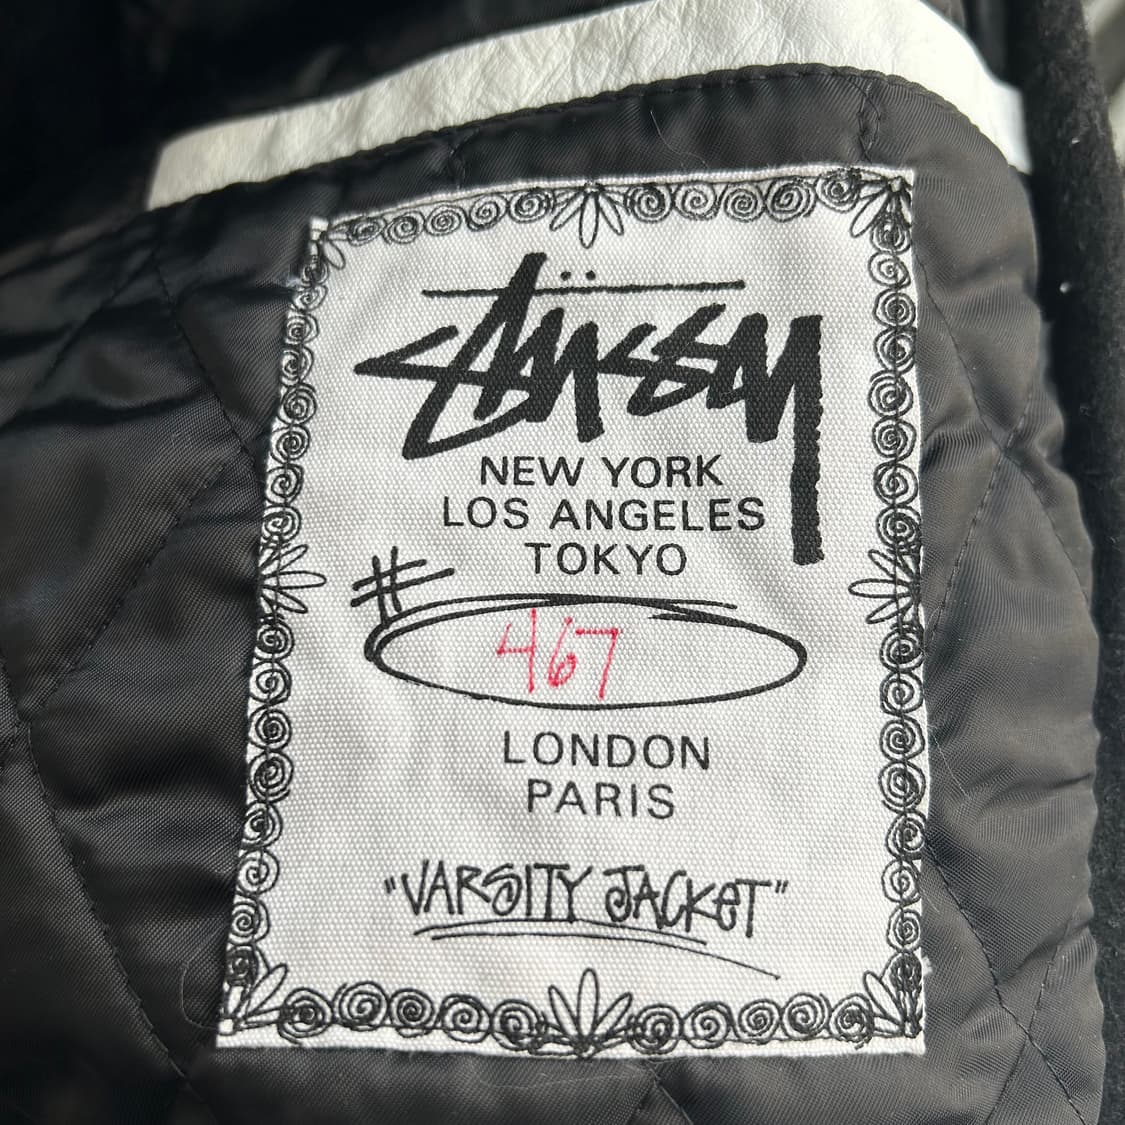 Stüssy
NEW YORK
LOS ANGELES
TOKYO
# 467
LONDON
PARIS
"VARSITY JACKET"